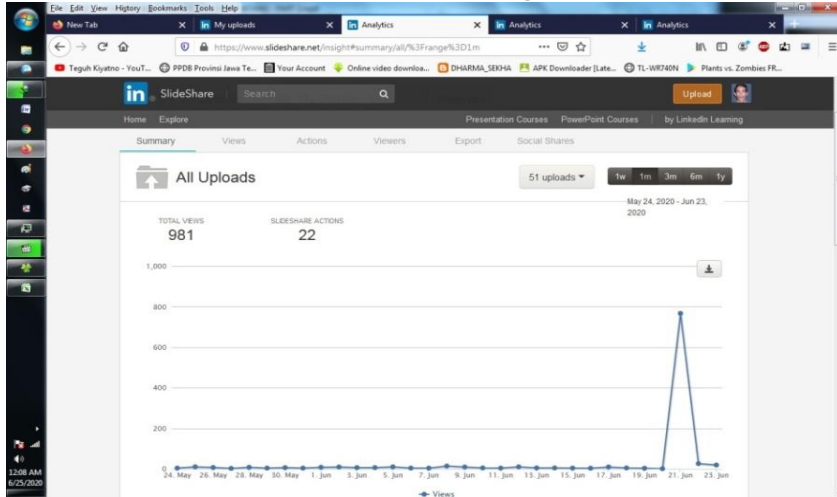 File Edit View History Bookmarks Tools Help
New Tab
My uploads
Analytics
Analytics
Analytics
https://www.slideshare.net/insight#summary/all/%3Frange%3D1m
Teguh Kiyatno - YouT...
PPDB Provinsi Jawa Te...
Your Account
Online video downloa...
DHARMA_SEKHA
APK Downloader [Late...
TL-WR740N
Plants vs. Zombies FR...
in SlideShare
Search
Upload
Home Explore
Presentation Courses PowerPoint Courses by LinkedIn Learning
Summary Views Actions Viewers Export Social Shares
All Uploads
51 uploads
1w 1m 3m 6m 1y
May 24, 2020 - Jun 23,
2020
TOTAL VIEWS
981
SLIDESHARE ACTIONS
22
1,000
800
600
400
200
0
24. May 26. May 28. May 30. May 1. Jun 3. Jun 5. Jun 7. Jun 9. Jun 11. Jun 13. Jun 15. Jun 17. Jun 19. Jun 21. Jun 23. Jun
Views
12:08 AM
6/25/2020